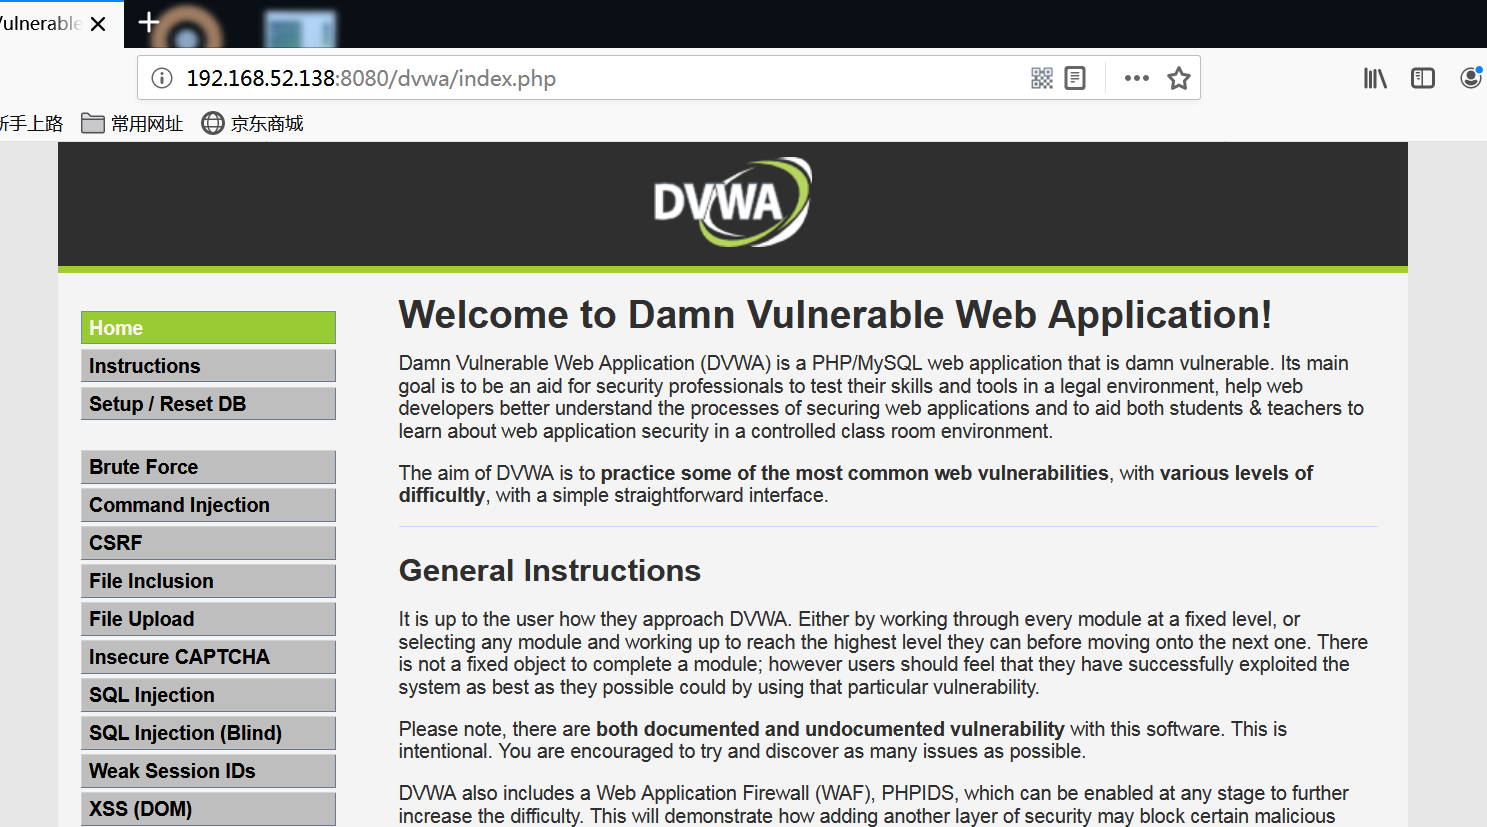 192.168.52.138:8080/dvwa/index.php
新手上路 常用网址 京东商城
DVWA
Home
Instructions
Setup / Reset DB
Brute Force
Command Injection
CSRF
File Inclusion
File Upload
Insecure CAPTCHA
SQL Injection
SQL Injection (Blind)
Weak Session IDs
XSS (DOM)
Welcome to Damn Vulnerable Web Application!
Damn Vulnerable Web Application (DVWA) is a PHP/MySQL web application that is damn vulnerable. Its main
goal is to be an aid for security professionals to test their skills and tools in a legal environment, help web
developers better understand the processes of securing web applications and to aid both students & teachers to
learn about web application security in a controlled class room environment.
The aim of DVWA is to practice some of the most common web vulnerabilities, with various levels of
difficultly, with a simple straightforward interface.
General Instructions
It is up to the user how they approach DVWA. Either by working through every module at a fixed level, or
selecting any module and working up to reach the highest level they can before moving onto the next one. There
is not a fixed object to complete a module; however users should feel that they have successfully exploited the
system as best as they possible could by using that particular vulnerability.
Please note, there are both documented and undocumented vulnerability with this software. This is
intentional. You are encouraged to try and discover as many issues as possible.
DVWA also includes a Web Application Firewall (WAF), PHPIDS, which can be enabled at any stage to further
increase the difficulty. This will demonstrate how adding another layer of security may block certain malicious